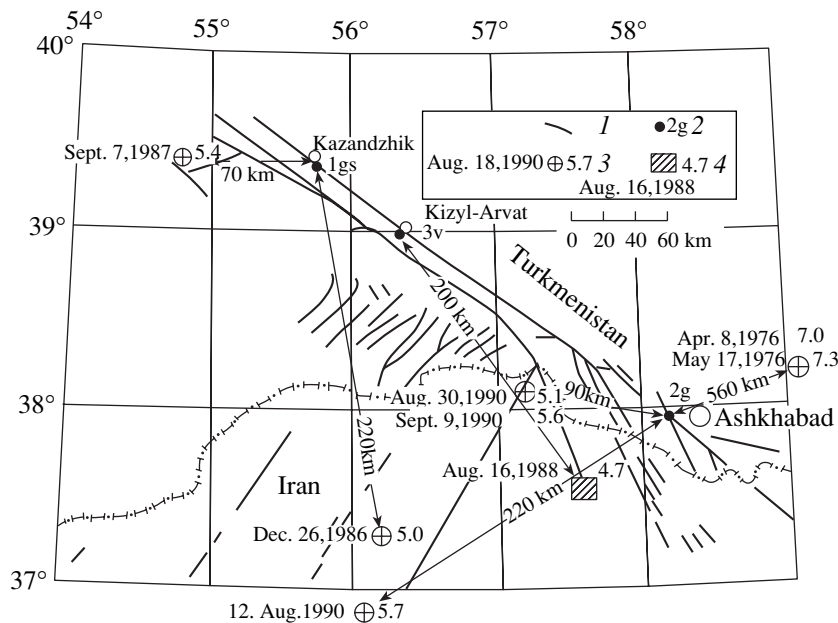 54° 55° 56° 57° 58°
40°
Kazandzhik
Sept. 7,1987 5.4
1gs
70 km
1 2g 2
Aug. 18,1990 5.7 3 4.7 4
Aug. 16,1988
39°
Kizyl-Arvat
3v
0 20 40 60 km
Turkmenistan
200 km
Apr. 8,1976 7.0
May 17,1976 7.3
560 km
2g
Aug. 30,1990 5.1 90km
38°
Sept. 9,1990 5.6
Ashkhabad
220km
Aug. 16,1988 4.7
Iran
220 km
Dec. 26,1986 5.0
37°
12. Aug.1990 5.7